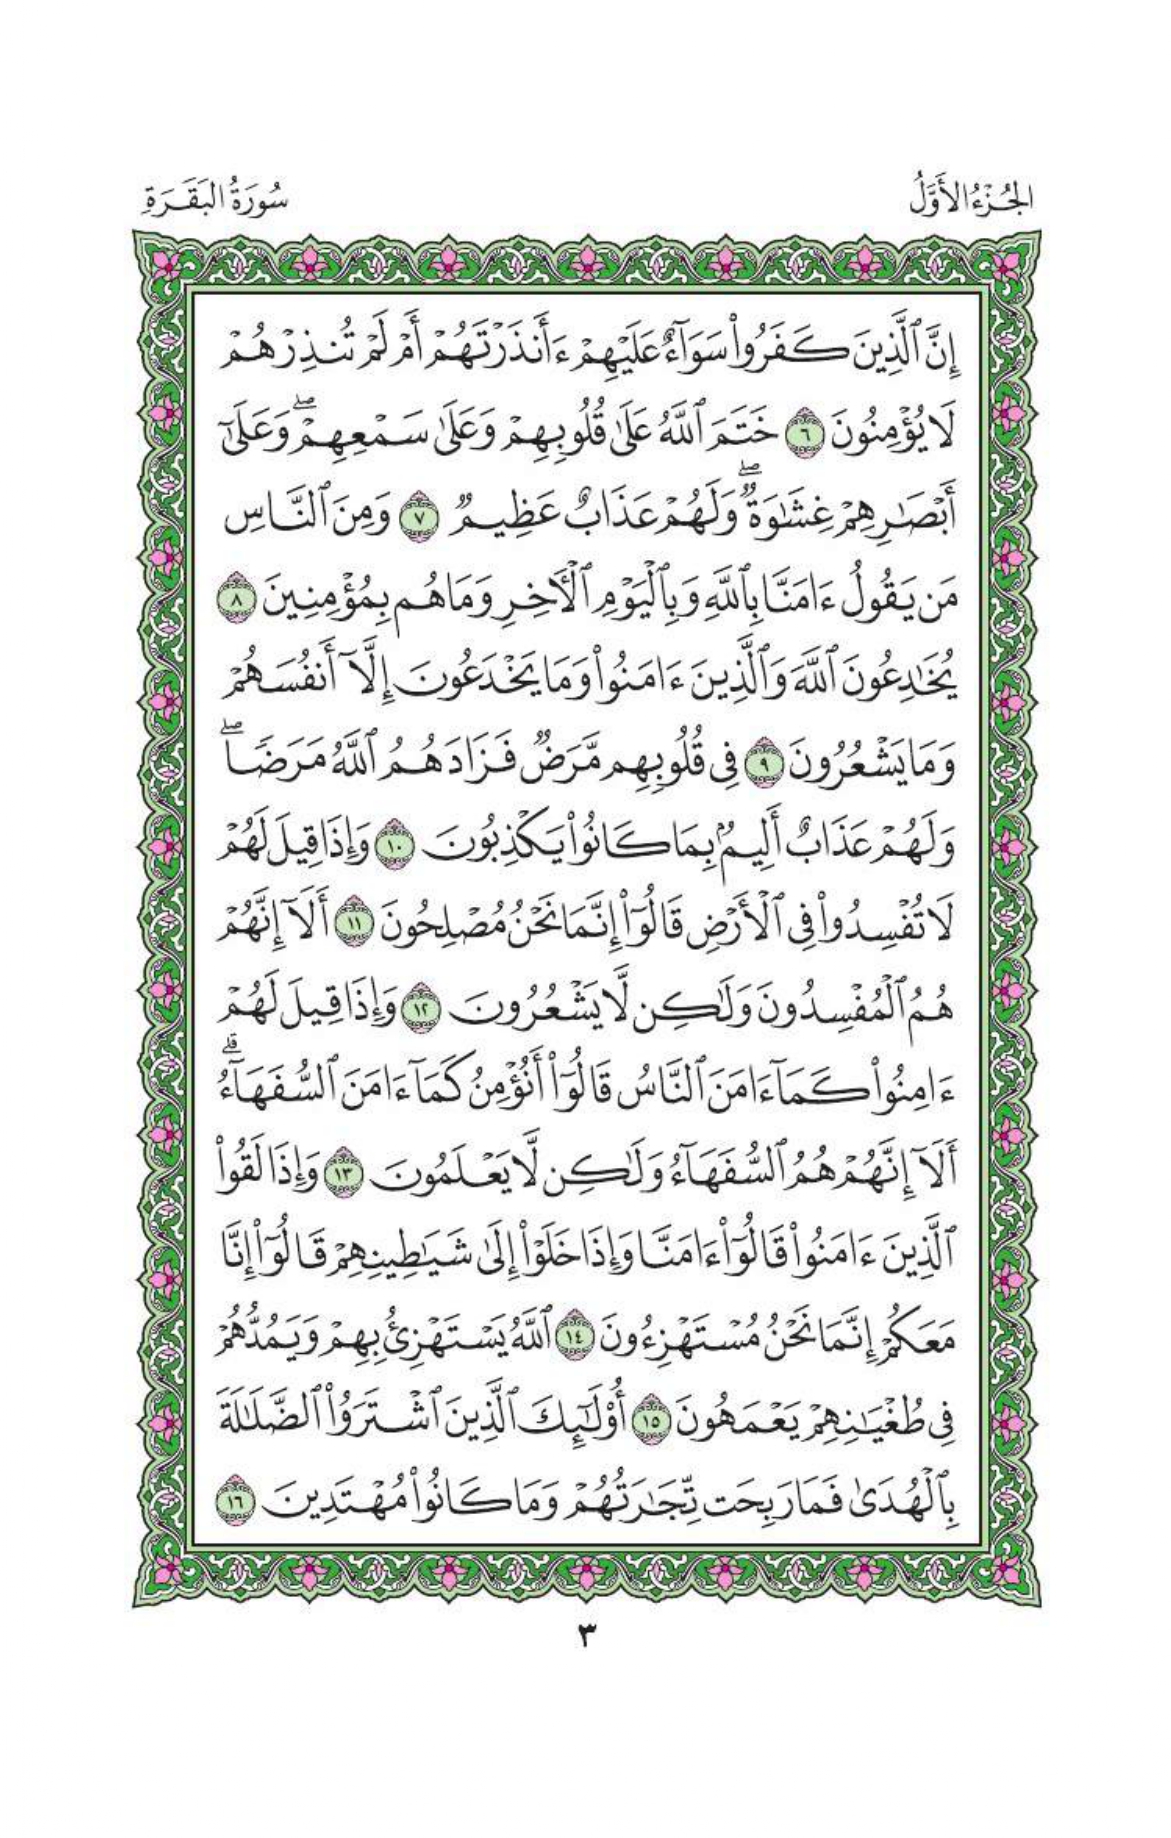 الجُزْءُ الأَوَّلُ
سُورَةُ البَقَرَةِ
إِنَّ ٱلَّذِينَ كَفَرُوا۟ سَوَآءٌ عَلَيْهِمْ ءَأَنذَرْتَهُمْ أَمْ لَمْ تُنذِرْهُمْ
لَا يُؤْمِنُونَ ٦ خَتَمَ ٱللَّهُ عَلَىٰ قُلُوبِهِمْ وَعَلَىٰ سَمْعِهِمْ ۖ وَعَلَىٰٓ
أَبْصَـٰرِهِمْ غِشَـٰوَةٌ ۖ وَلَهُمْ عَذَابٌ عَظِيمٌ ٧ وَمِنَ ٱلنَّاسِ
مَن يَقُولُ ءَامَنَّا بِٱللَّهِ وَبِٱلْيَوْمِ ٱلْـَٔاخِرِ وَمَا هُم بِمُؤْمِنِينَ ٨
يُخَـٰدِعُونَ ٱللَّهَ وَٱلَّذِينَ ءَامَنُوا۟ وَمَا يَخْدَعُونَ إِلَّآ أَنفُسَهُمْ
وَمَا يَشْعُرُونَ ٩ فِى قُلُوبِهِم مَّرَضٌ فَزَادَهُمُ ٱللَّهُ مَرَضًا ۖ
وَلَهُمْ عَذَابٌ أَلِيمٌۢ بِمَا كَانُوا۟ يَكْذِبُونَ ١٠ وَإِذَا قِيلَ لَهُمْ
لَا تُفْسِدُوا۟ فِى ٱلْأَرْضِ قَالُوٓا۟ إِنَّمَا نَحْنُ مُصْلِحُونَ ١١ أَلَآ إِنَّهُمْ
هُمُ ٱلْمُفْسِدُونَ وَلَـٰكِن لَّا يَشْعُرُونَ ١٢ وَإِذَا قِيلَ لَهُمْ
ءَامِنُوا۟ كَمَآ ءَامَنَ ٱلنَّاسُ قَالُوٓا۟ أَنُؤْمِنُ كَمَآ ءَامَنَ ٱلسُّفَهَآءُ ۗ
أَلَآ إِنَّهُمْ هُمُ ٱلسُّفَهَآءُ وَلَـٰكِن لَّا يَعْلَمُونَ ١٣ وَإِذَا لَقُوا۟
ٱلَّذِينَ ءَامَنُوا۟ قَالُوٓا۟ ءَامَنَّا وَإِذَا خَلَوْا۟ إِلَىٰ شَيَـٰطِينِهِمْ قَالُوٓا۟ إِنَّا
مَعَكُمْ إِنَّمَا نَحْنُ مُسْتَهْزِءُونَ ١٤ ٱللَّهُ يَسْتَهْزِئُ بِهِمْ وَيَمُدُّهُمْ
فِى طُغْيَـٰنِهِمْ يَعْمَهُونَ ١٥ أُو۟لَـٰٓئِكَ ٱلَّذِينَ ٱشْتَرَوُا۟ ٱلضَّلَـٰلَةَ
بِٱلْهُدَىٰ فَمَا رَبِحَت تِّجَـٰرَتُهُمْ وَمَا كَانُوا۟ مُهْتَدِينَ ١٦
٣